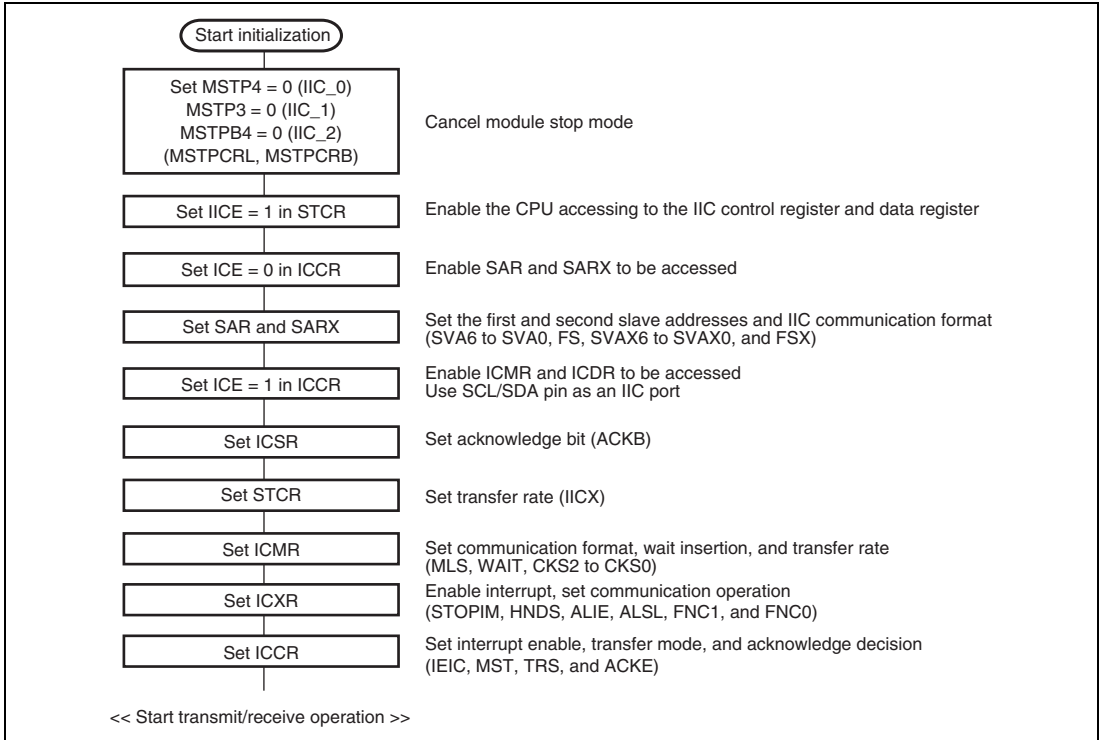 Start initialization
Set MSTP4 = 0 (IIC_0)
MSTP3 = 0 (IIC_1)
MSTPB4 = 0 (IIC_2)
(MSTPCRL, MSTPCRB)
Cancel module stop mode
Set IICE = 1 in STCR
Enable the CPU accessing to the IIC control register and data register
Set ICE = 0 in ICCR
Enable SAR and SARX to be accessed
Set SAR and SARX
Set the first and second slave addresses and IIC communication format
(SVA6 to SVA0, FS, SVAX6 to SVAX0, and FSX)
Set ICE = 1 in ICCR
Enable ICMR and ICDR to be accessed
Use SCL/SDA pin as an IIC port
Set ICSR
Set acknowledge bit (ACKB)
Set STCR
Set transfer rate (IICX)
Set ICMR
Set communication format, wait insertion, and transfer rate
(MLS, WAIT, CKS2 to CKS0)
Set ICXR
Enable interrupt, set communication operation
(STOPIM, HNDS, ALIE, ALSL, FNC1, and FNC0)
Set ICCR
Set interrupt enable, transfer mode, and acknowledge decision
(IEIC, MST, TRS, and ACKE)
<< Start transmit/receive operation >>